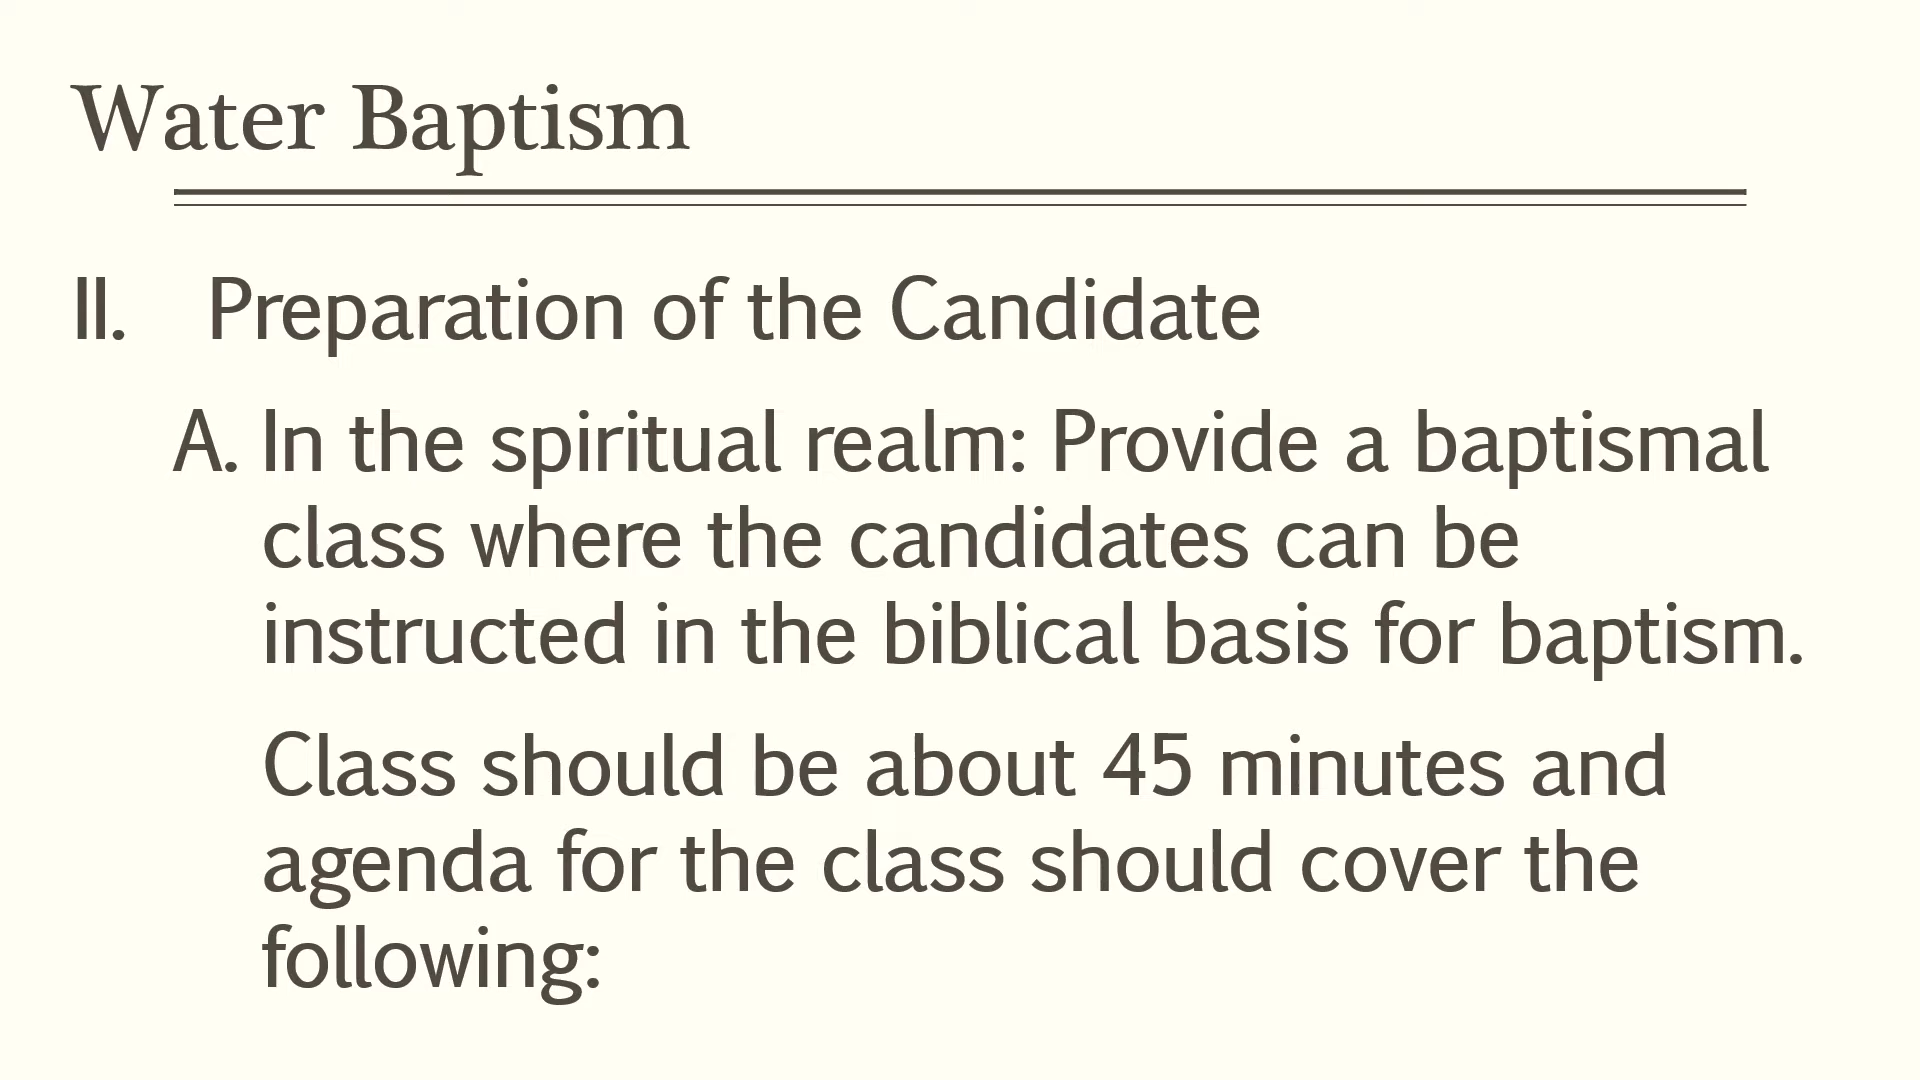 Water Baptism
II. Preparation of the Candidate
A. In the spiritual realm: Provide a baptismal
class where the candidates can be
instructed in the biblical basis for baptism.
Class should be about 45 minutes and
agenda for the class should cover the
following: